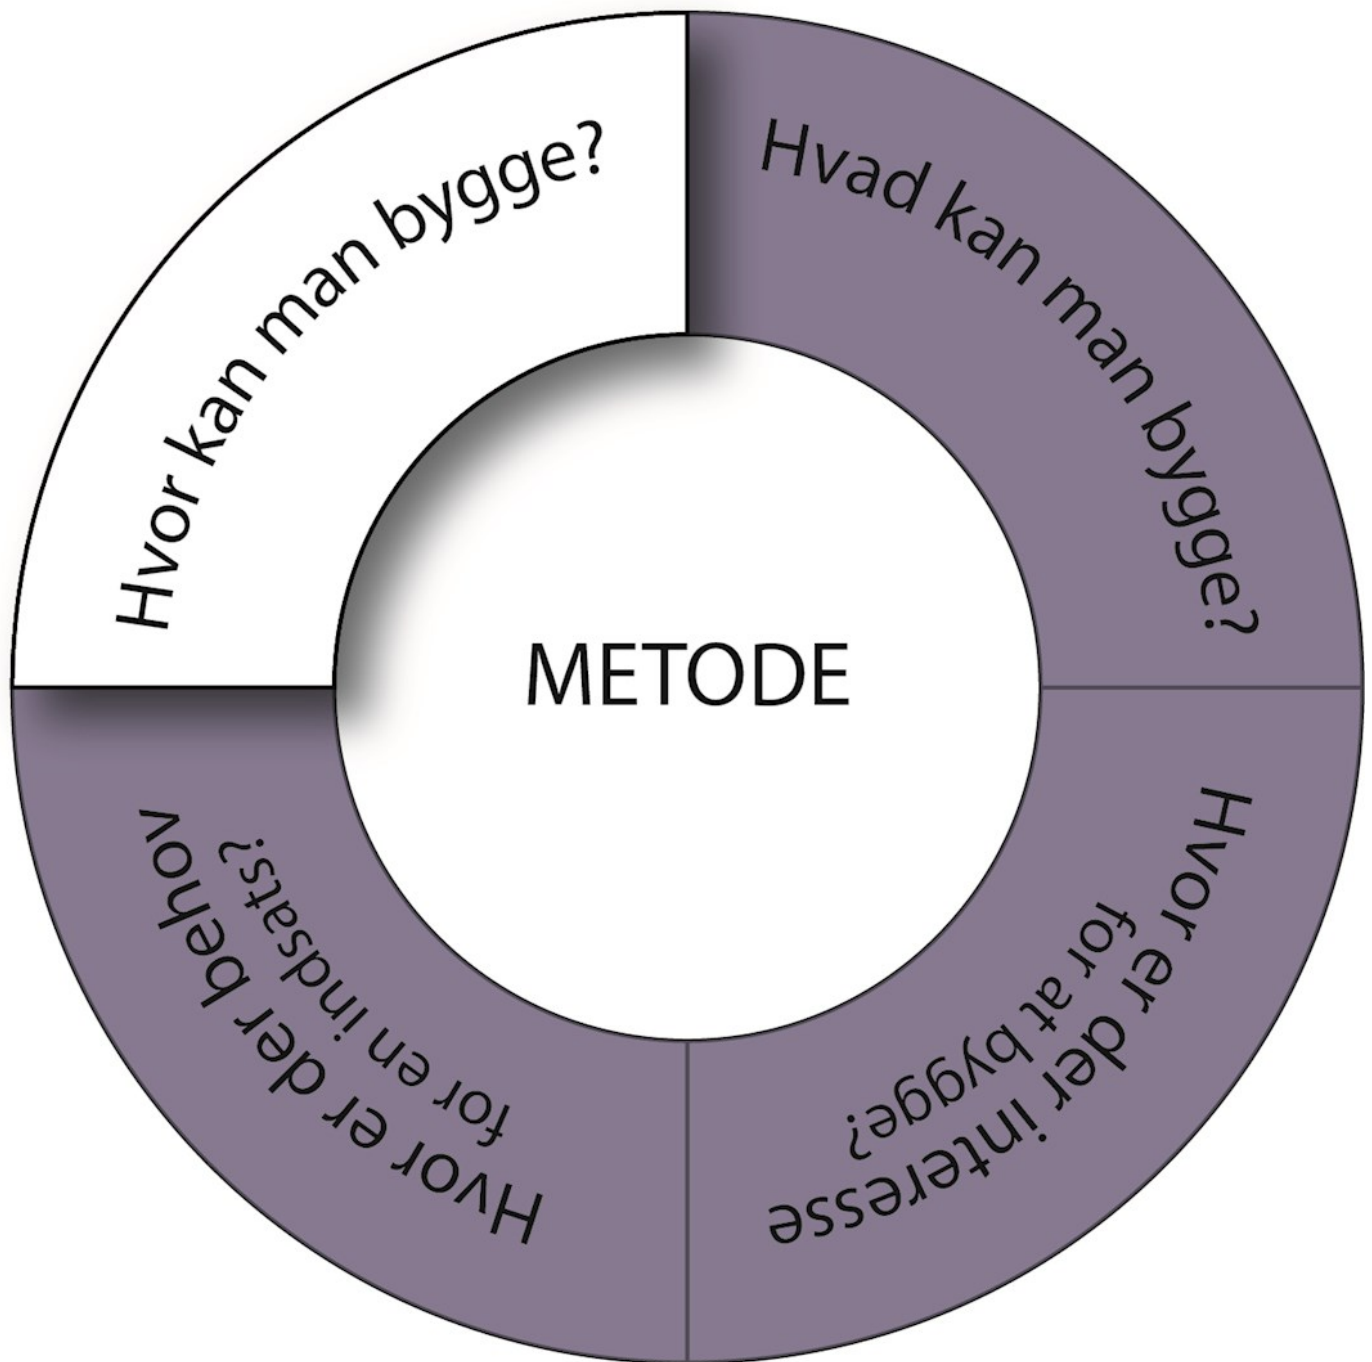 Hvor kan man bygge?
Hvad kan man bygge?
Hvor er der interesse
for at bygge?
Hvor er der behov
for en indsats?
METODE